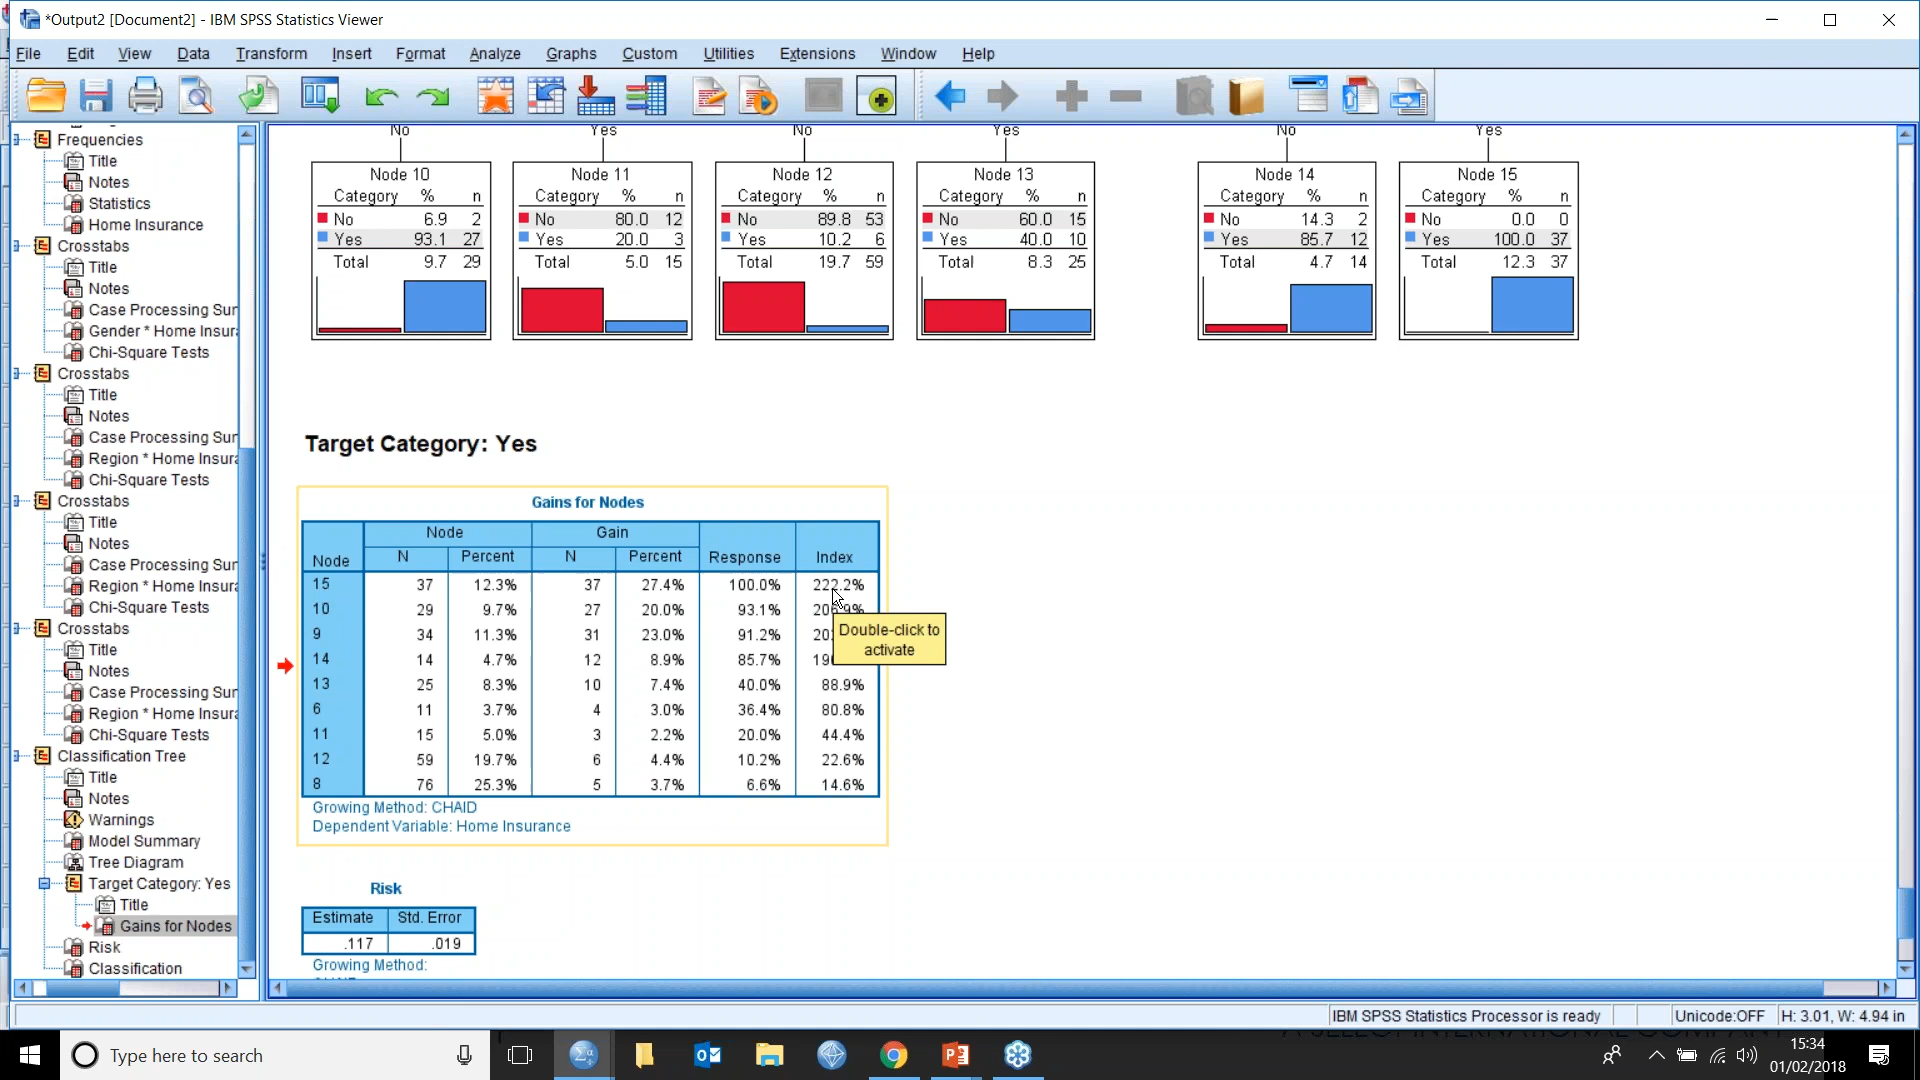 *Output2 [Document2] - IBM SPSS Statistics Viewer
File Edit View Data Transform Insert Format Analyze Graphs Custom Utilities Extensions Window Help
Frequencies
Title
Notes
Statistics
Home Insurance
Crosstabs
Title
Notes
Case Processing Sur
Gender * Home Insur
Chi-Square Tests
Crosstabs
Title
Notes
Case Processing Sur
Region * Home Insura
Chi-Square Tests
Crosstabs
Title
Notes
Case Processing Sur
Region * Home Insura
Chi-Square Tests
Crosstabs
Title
Notes
Case Processing Sur
Region * Home Insura
Chi-Square Tests
Classification Tree
Title
Notes
Warnings
Model Summary
Tree Diagram
Target Category: Yes
Title
Gains for Nodes
Risk
Classification
No Yes No Yes No Yes
Node 10
Category % n
No 6.9 2
Yes 93.1 27
Total 9.7 29
Node 11
Category % n
No 80.0 12
Yes 20.0 3
Total 5.0 15
Node 12
Category % n
No 89.8 53
Yes 10.2 6
Total 19.7 59
Node 13
Category % n
No 60.0 15
Yes 40.0 10
Total 8.3 25
Node 14
Category % n
No 14.3 2
Yes 85.7 12
Total 4.7 14
Node 15
Category % n
No 0.0 0
Yes 100.0 37
Total 12.3 37
Target Category: Yes
Gains for Nodes
Node Gain
Node N Percent N Percent Response Index
15 37 12.3% 37 27.4% 100.0% 222.2%
10 29 9.7% 27 20.0% 93.1%
9 34 11.3% 31 23.0% 91.2%
14 14 4.7% 12 8.9% 85.7%
13 25 8.3% 10 7.4% 40.0% 88.9%
6 11 3.7% 4 3.0% 36.4% 80.8%
11 15 5.0% 3 2.2% 20.0% 44.4%
12 59 19.7% 6 4.4% 10.2% 22.6%
8 76 25.3% 5 3.7% 6.6% 14.6%
Double-click to
activate
Growing Method: CHAID
Dependent Variable: Home Insurance
Risk
Estimate Std. Error
.117 .019
Growing Method:
IBM SPSS Statistics Processor is ready Unicode:OFF H: 3.01, W: 4.94 in
Type here to search
15:34
01/02/2018